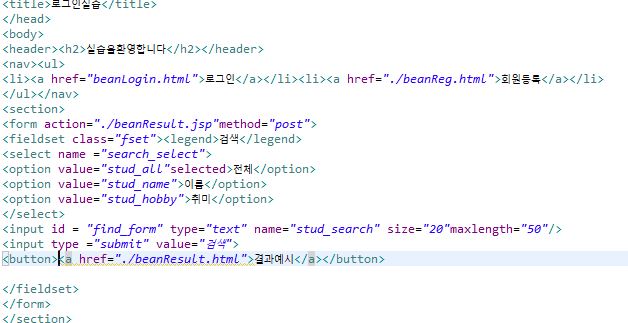 <title>로그인실습</title>
</head>
<body>
<header><h2>실습을환영합니다</h2></header>
<nav><ul>
<li><a href="beanLogin.html">로그인</a></li><li><a href="./beanReg.html">회원등록</a></li>
</ul></nav>
<section>
<form action="./beanResult.jsp"method="post">
<fieldset class="fset"><legend>검색</legend>
<select name ="search_select">
<option value="stud_all"selected>전체</option>
<option value="stud_name">이름</option>
<option value="stud_hobby">취미</option>
</select>
<input id = "find_form" type="text" name="stud_search" size="20"maxlength="50"/>
<input type ="submit" value="검색">
<button><a href="./beanResult.html">결과예시</a></button>
</fieldset>
</form>
</section>